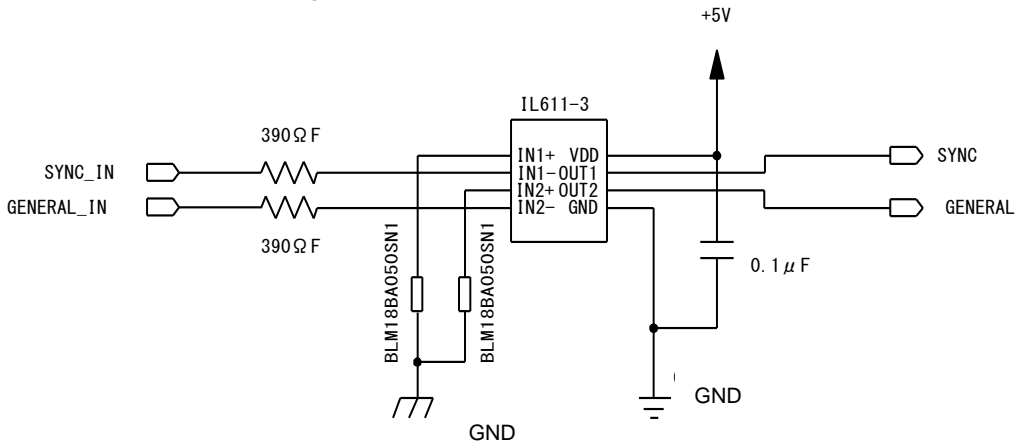 +5V
IL611-3
390ΩF
SYNC_IN
IN1+ VDD
IN1-OUT1
IN2+OUT2
IN2- GND
SYNC
GENERAL_IN
GENERAL
390ΩF
BLM18BA050SN1
BLM18BA050SN1
0.1μF
GND
GND